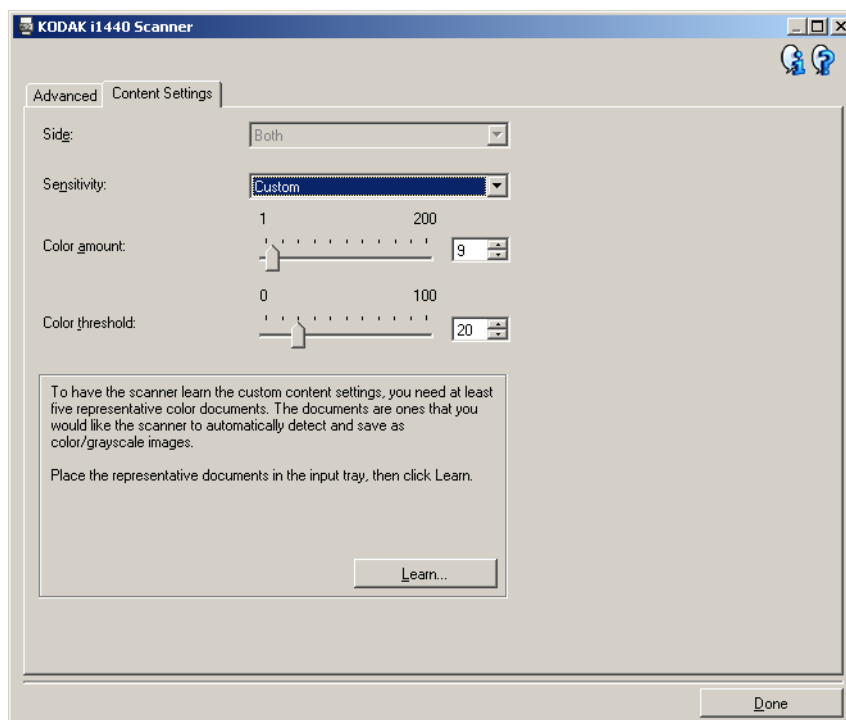 KODAK i1440 Scanner
Advanced
Content Settings
Side:
Both
Sensitivity:
Custom
1
200
Color amount:
9
0
100
Color threshold:
20
To have the scanner learn the custom content settings, you need at least
five representative color documents. The documents are ones that you
would like the scanner to automatically detect and save as
color/grayscale images.
Place the representative documents in the input tray, then click Learn.
Learn...
Done